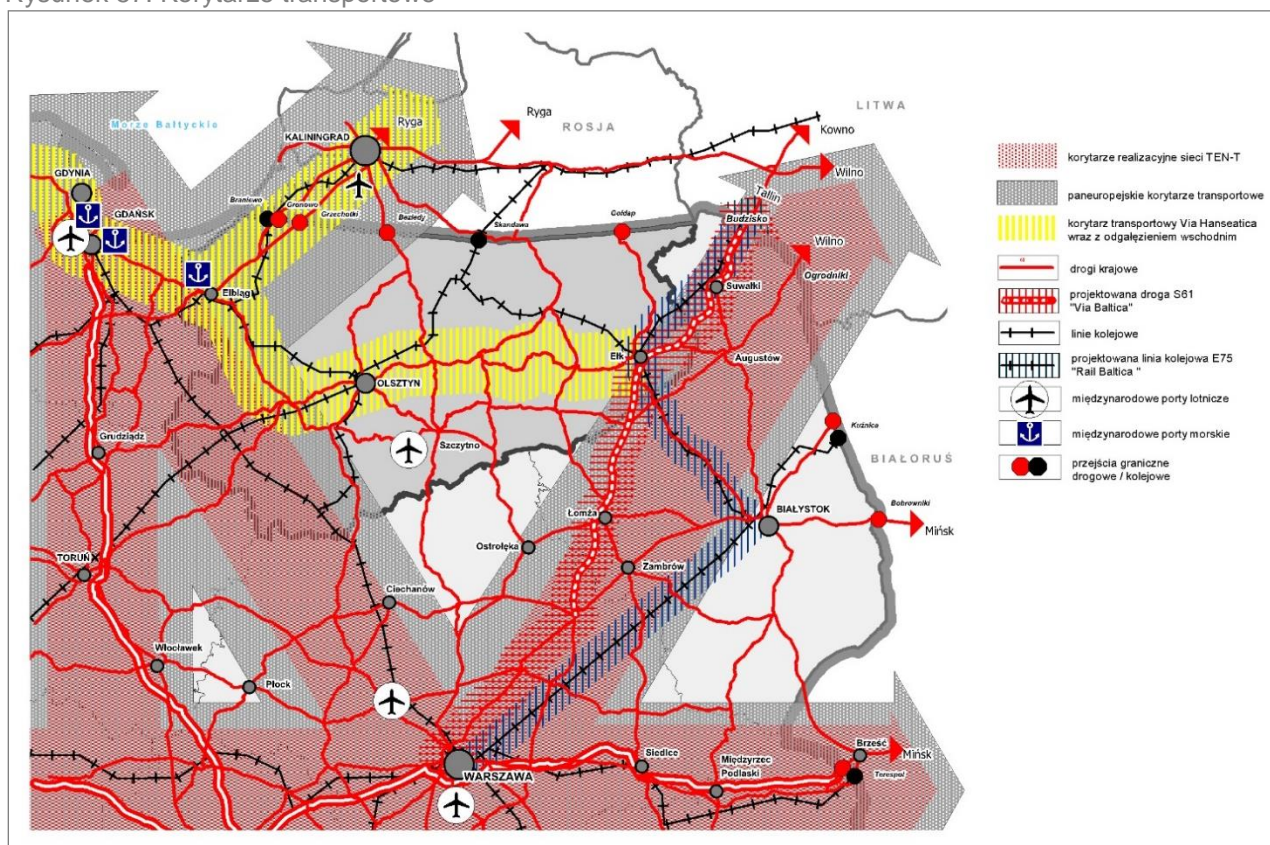 Morze Bałtyckie
KALININGRAD
Ryga
Ryga
ROSJA
LITWA
Kowno
Wilno
GDYNIA
GDAŃSK
Braniewo
Gronowo
Grzechotki
Bezledy
Skandawa
Gołdap
Tallin
Budzisko
Wilno
Ogrodniki
Elbląg
Suwałki
Ełk
Augustów
OLSZTYN
Grudziądz
Szczytno
Kuźnica
BIAŁORUŚ
Łomża
BIAŁYSTOK
Bobrowniki
Mińsk
Ostrołęka
Zambrów
TORUŃ
Ciechanów
Włocławek
Płock
Siedlce
Międzyrzec
Podlaski
Brześć
Mińsk
Terespol
WARSZAWA
korytarze realizacyjne sieci TEN-T
paneuropejskie korytarze transportowe
korytarz transportowy Via Hanseatica
wraz z odgałęzieniem wschodnim
drogi krajowe
projektowana droga S61
"Via Baltica"
linie kolejowe
projektowana linia kolejowa E75
"Rail Baltica "
międzynarodowe porty lotnicze
międzynarodowe porty morskie
przejścia graniczne
drogowe / kolejowe